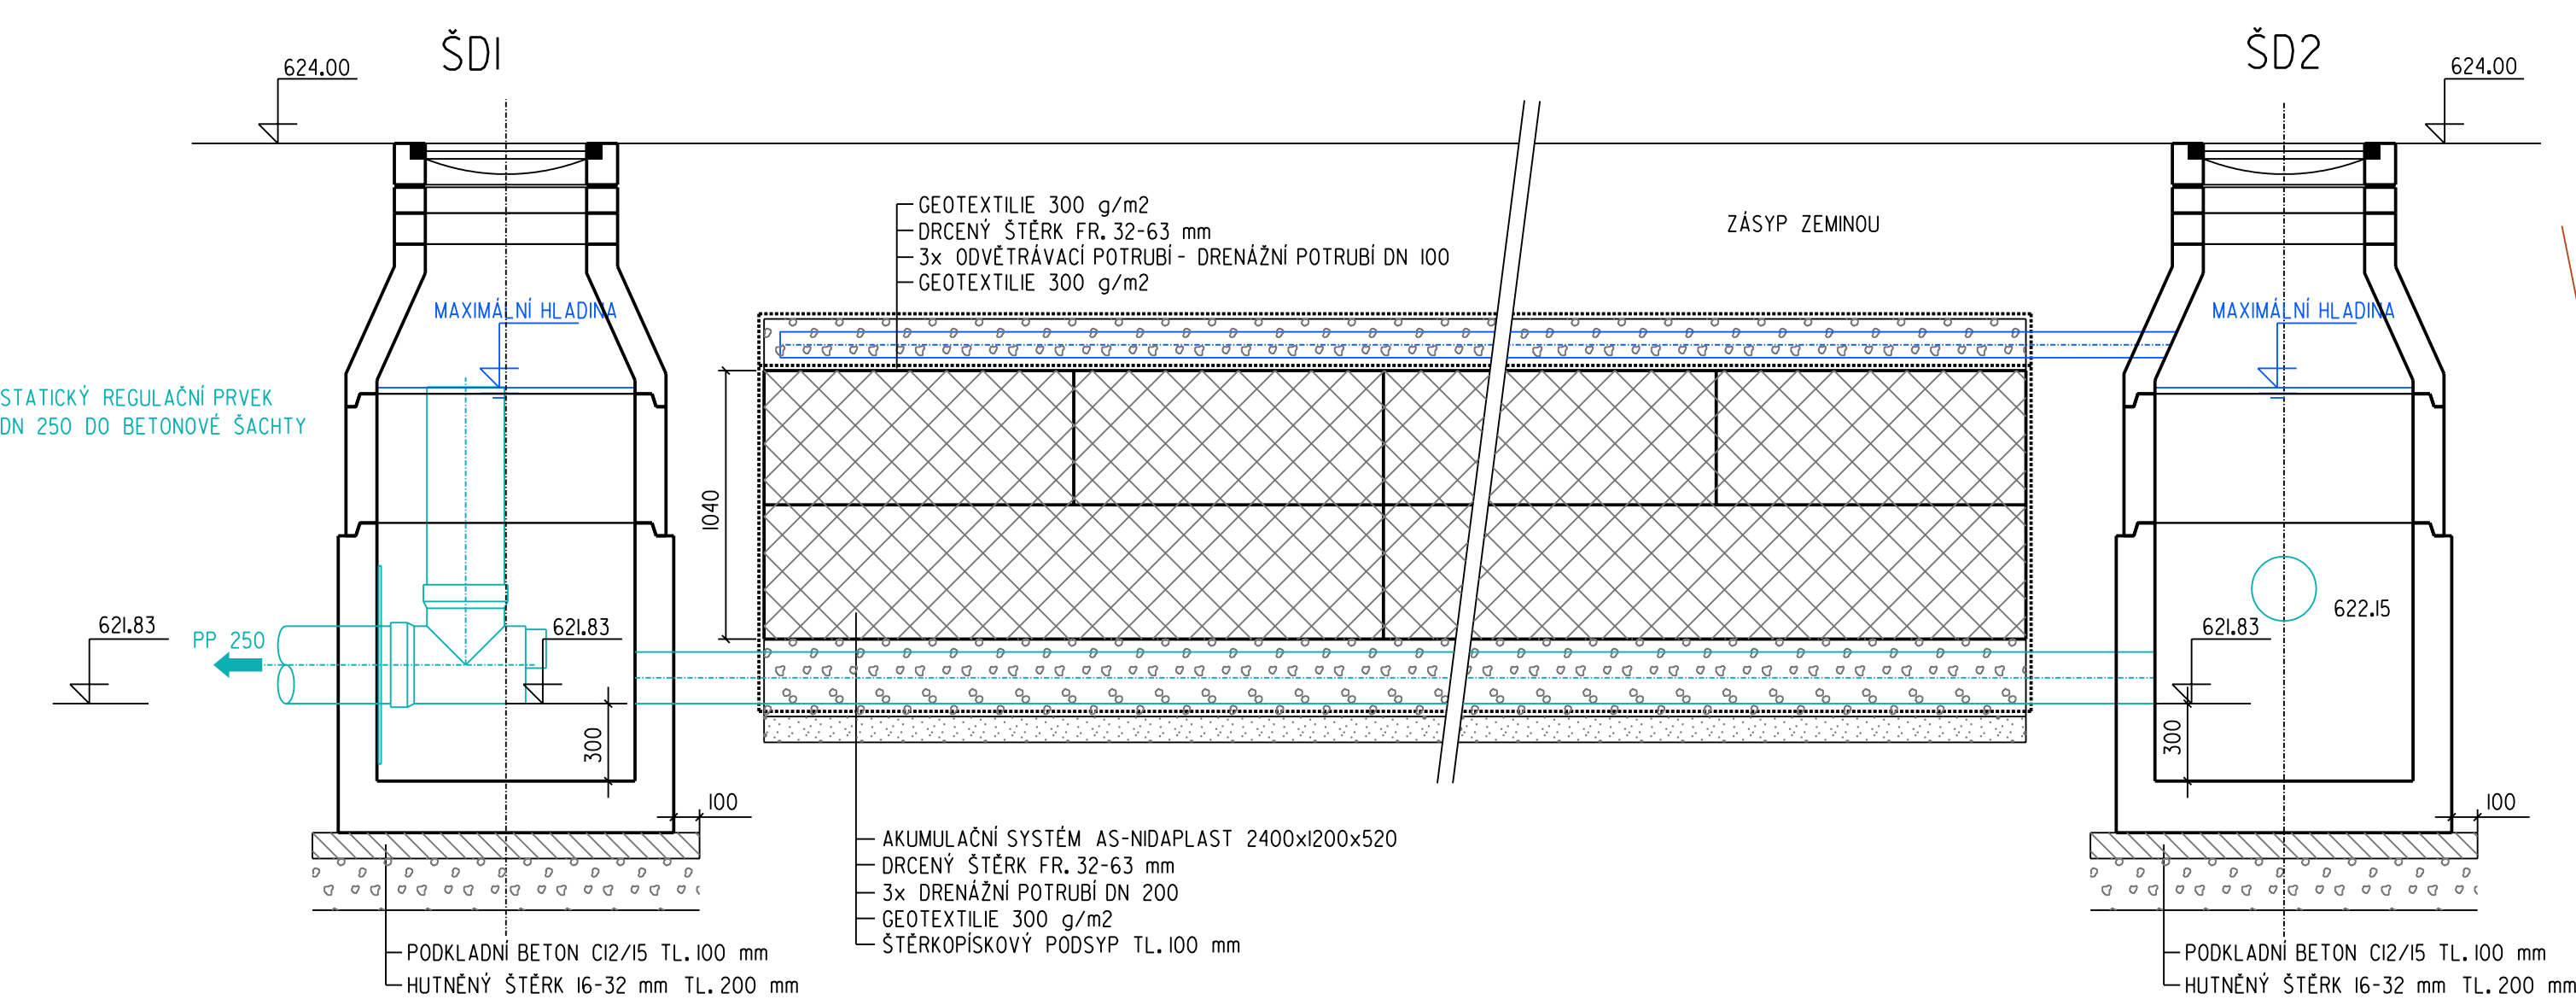 ŠD1
ŠD2
624.00
624.00
GEOTEXTILIE 300 g/m2
DRCENÝ ŠTĚRK FR. 32-63 mm
3x ODVĚTRÁVACÍ POTRUBÍ - DRENÁŽNÍ POTRUBÍ DN 100
GEOTEXTILIE 300 g/m2
ZÁSYP ZEMINOU
MAXIMÁLNÍ HLADINA
MAXIMÁLNÍ HLADINA
STATICKÝ REGULAČNÍ PRVEK
DN 250 DO BETONOVÉ ŠACHTY
1040
621.83
PP 250
621.83
622.15
621.83
300
300
100
100
AKUMULAČNÍ SYSTÉM AS-NIDAPLAST 2400x1200x520
DRCENÝ ŠTĚRK FR. 32-63 mm
3x DRENÁŽNÍ POTRUBÍ DN 200
GEOTEXTILIE 300 g/m2
ŠTĚRKOPÍSKOVÝ PODSYP TL. 100 mm
PODKLADNÍ BETON C12/15 TL. 100 mm
HUTNĚNÝ ŠTĚRK 16-32 mm TL. 200 mm
PODKLADNÍ BETON C12/15 TL. 100 mm
HUTNĚNÝ ŠTĚRK 16-32 mm TL. 200 mm